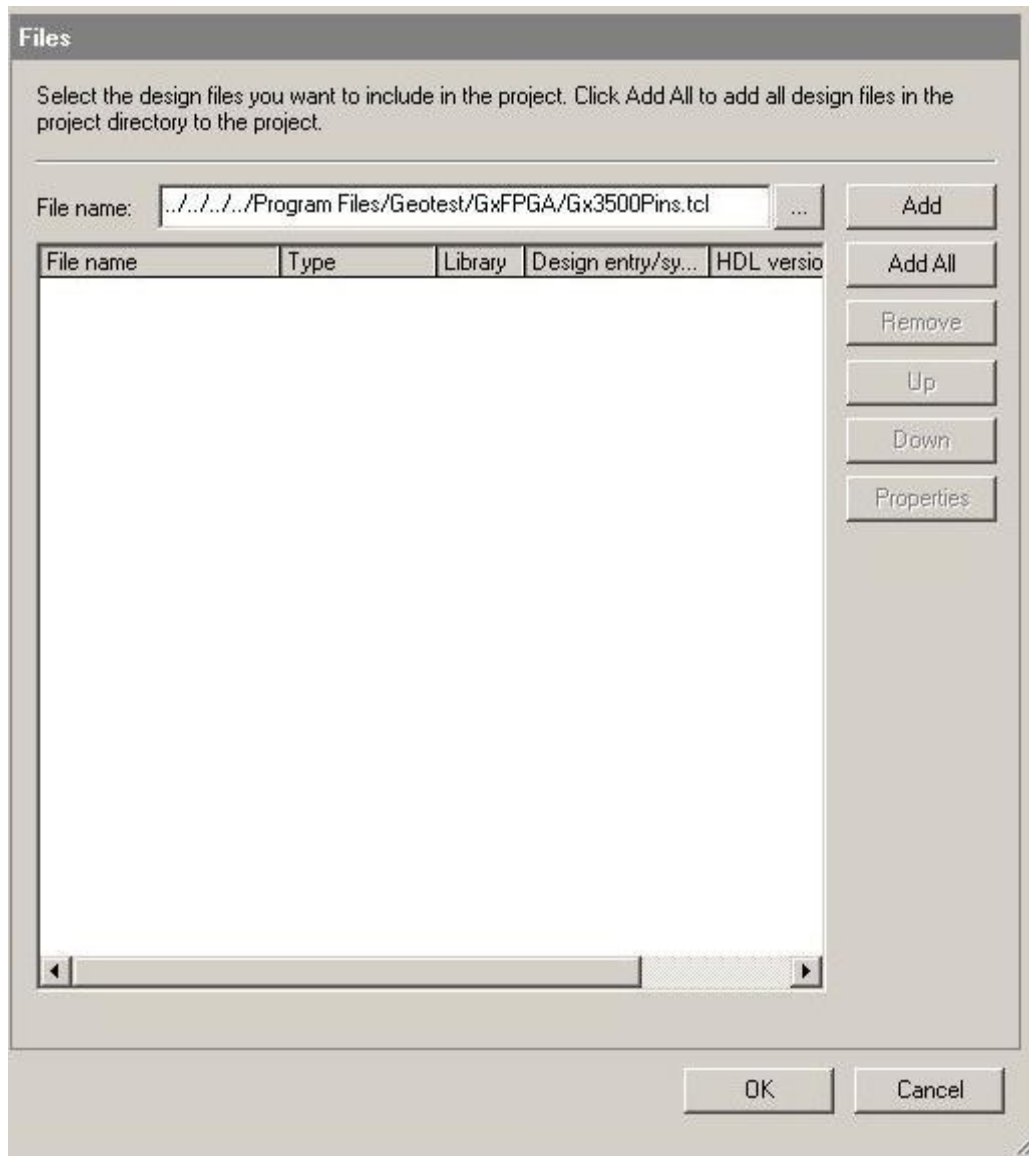 Files
Select the design files you want to include in the project. Click Add All to add all design files in the
project directory to the project.
File name: ../../../../Program Files/Geotest/GxFPGA/Gx3500Pins.tcl ... Add
File name Type Library Design entry/sy... HDL versio Add All
Remove
Up
Down
Properties
OK Cancel